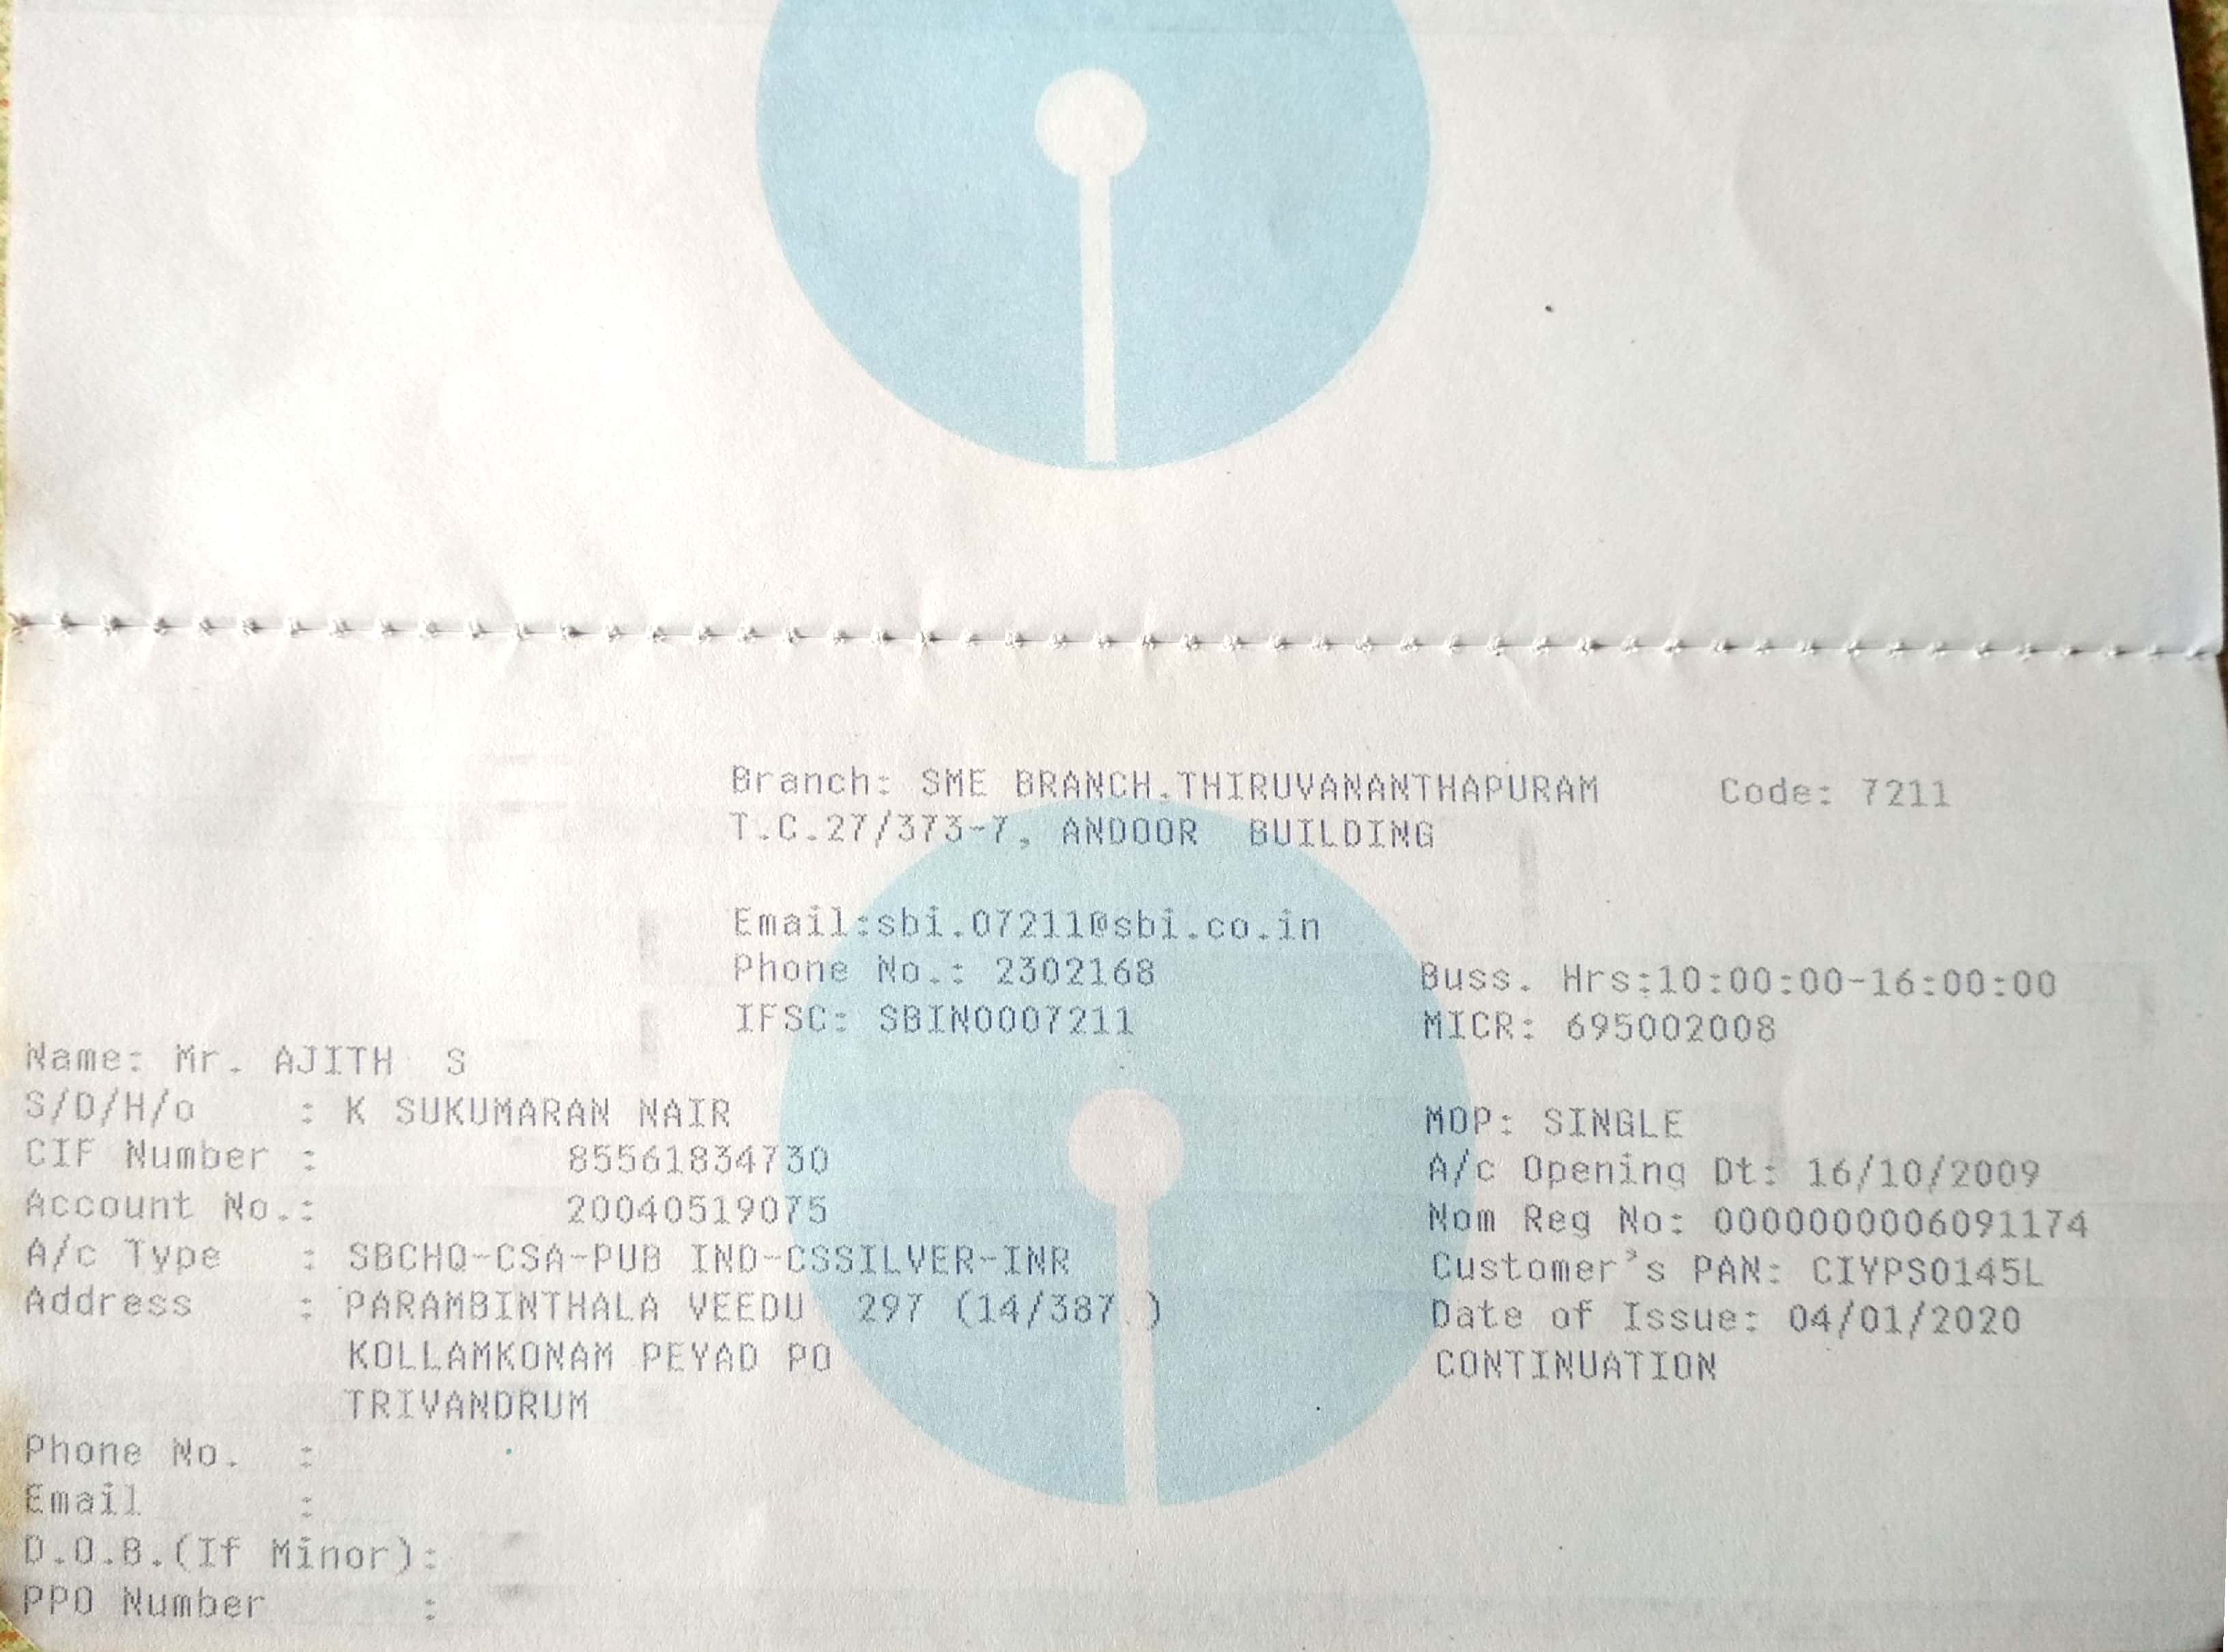 Branch: SME BRANCH,THIRUVANANTHAPURAM Code: 7211
T.C.27/373-7, ANDOOR BUILDING
Email:sbi.07211@sbi.co.in
Phone No.: 2302168 Buss. Hrs:10:00:00-16:00:00
IFSC: SBIN0007211 MICR: 695002008
Name: Mr. AJITH S
S/D/H/o : K SUKUMARAN NAIR MOP: SINGLE
CIF Number : 85561834730 A/c Opening Dt: 16/10/2009
Account No.: 20040519075 Nom Reg No: 0000000006091174
A/c Type : SBCHQ-CSA-PUB IND-CSSILVER-INR Customer's PAN: CIYPS0145L
Address : PARAMBINTHALA VEEDU 297 (14/387 ) Date of Issue: 04/01/2020
KOLLAMKONAM PEYAD PO CONTINUATION
TRIVANDRUM
Phone No. :
Email :
D.O.B.(If Minor):
PPO Number :